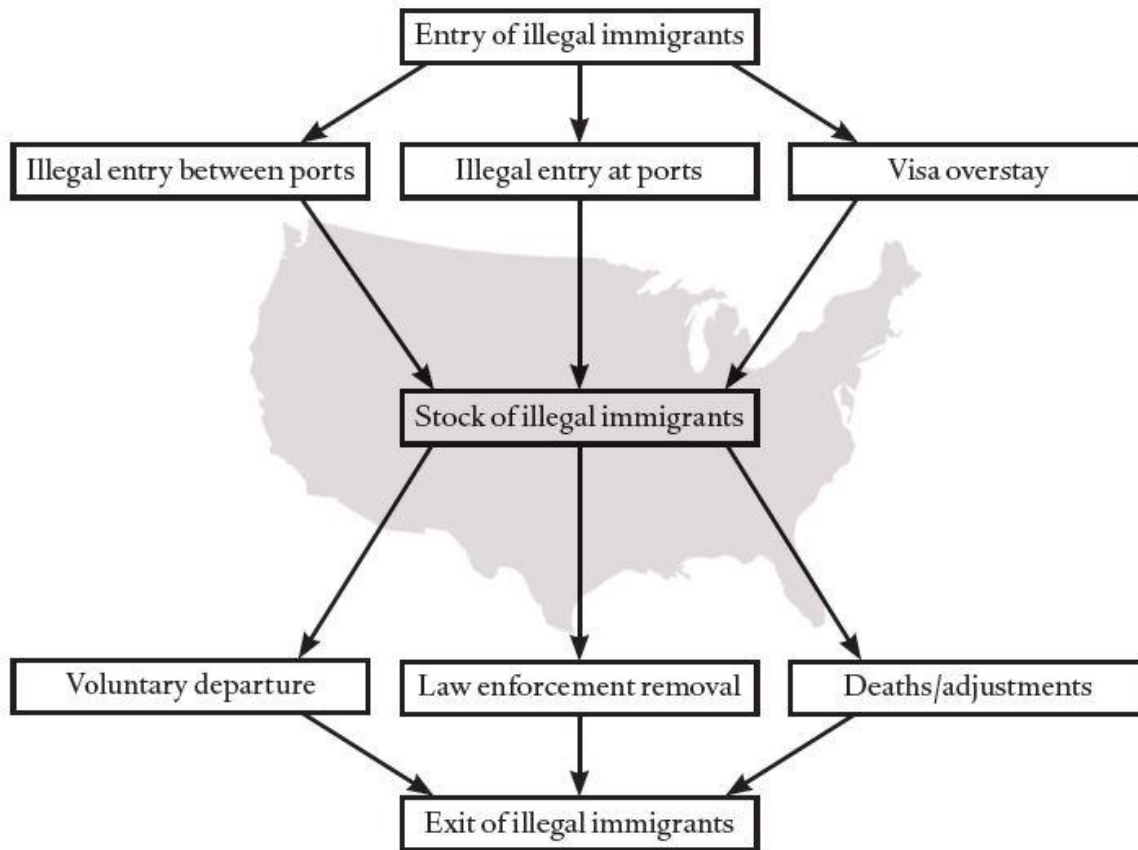 Entry of illegal immigrants
Illegal entry between ports
Illegal entry at ports
Visa overstay
Stock of illegal immigrants
Voluntary departure
Law enforcement removal
Deaths/adjustments
Exit of illegal immigrants